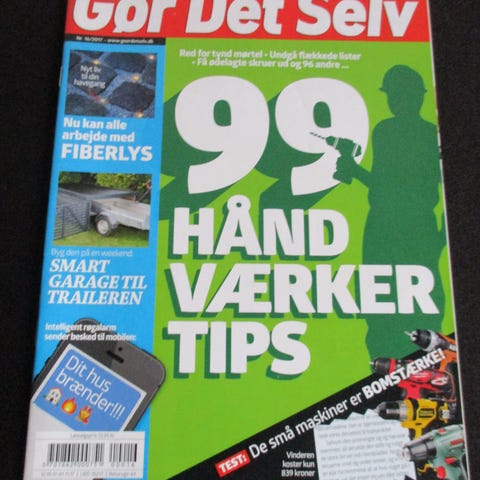 Gør Det Selv
Nr. 16/2017 - www.goerdetselv.dk
Red for tynd mørtel - Undgå flækkede lister
- Få ødelagte skruer ud og 96 andre ...
Nyt liv
til din
havegang
Nu kan alle
arbejde med
FIBERLYS
99
HÅND
VÆRKER
TIPS
Byg den på en weekend:
SMART
GARAGE TIL
TRAILEREN
Intelligent røgalarm
sender besked til mobilen:
Dit hus
brænder!!!
TEST: De små maskiner er BOMSTÆRKE!
Vinderen
koster kun
839 kroner
00016